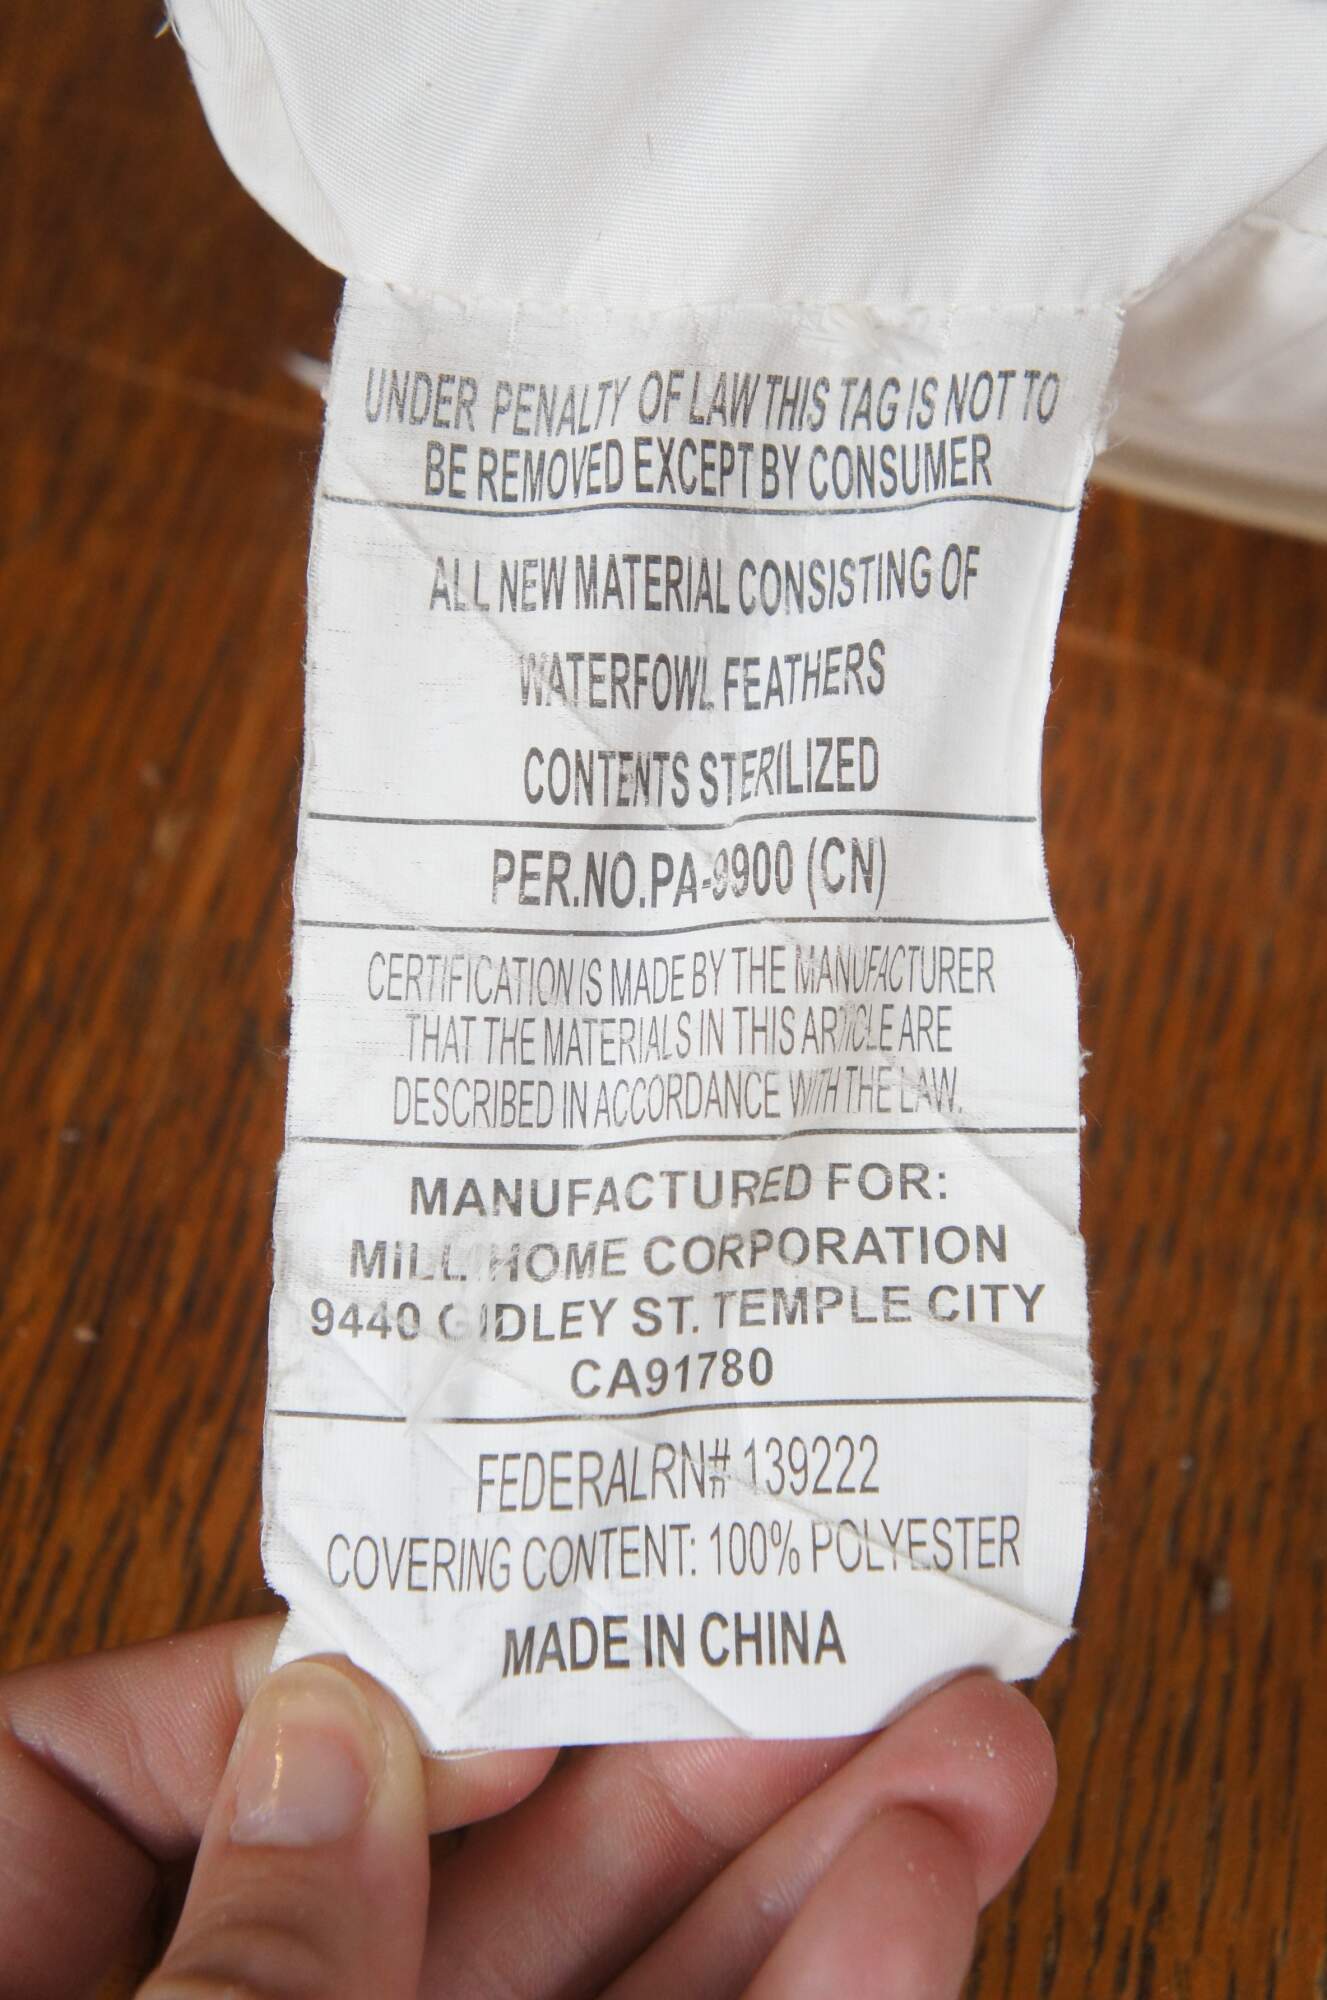 UNDER PENALTY OF LAW THIS TAG IS NOT TO
BE REMOVED EXCEPT BY CONSUMER
ALL NEW MATERIAL CONSISTING OF
WATERFOWL FEATHERS
CONTENTS STERILIZED
PER.NO.PA-9900 (CN)
CERTIFICATION IS MADE BY THE MANUFACTURER
THAT THE MATERIALS IN THIS ARTICLE ARE
DESCRIBED IN ACCORDANCE WITH THE LAW.
MANUFACTURED FOR:
MILL HOME CORPORATION
9440 GIDLEY ST. TEMPLE CITY
CA91780
FEDERALRN# 139222
COVERING CONTENT: 100% POLYESTER
MADE IN CHINA